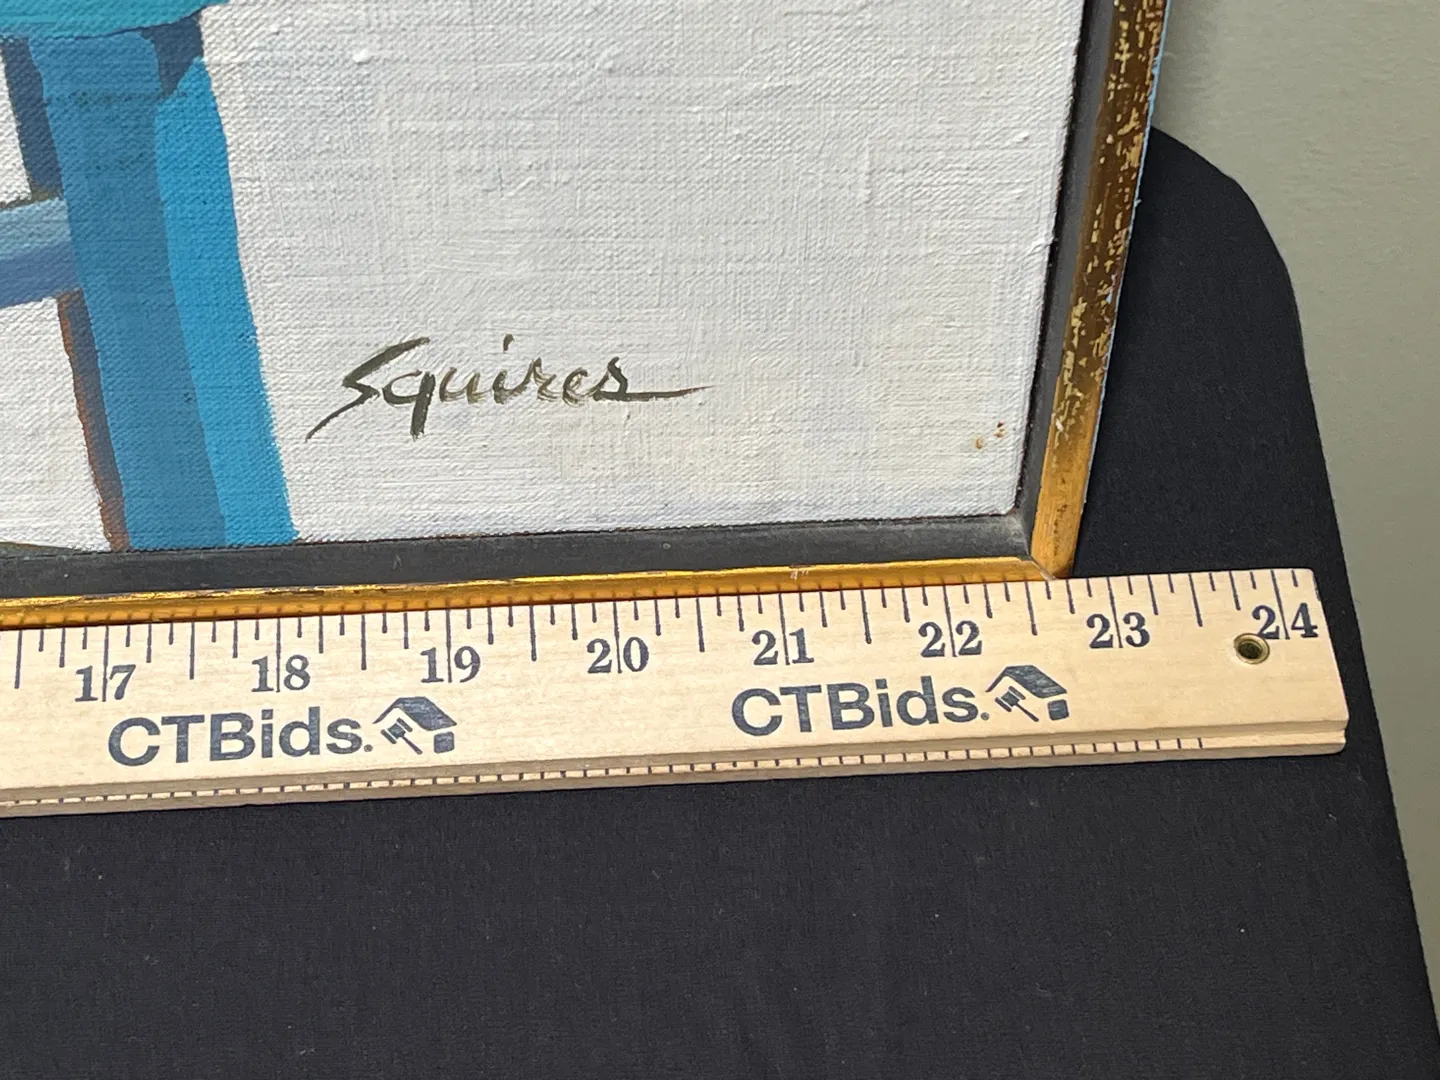 Squires
17 18 19 20 21 22 23 24
CTBids. CTBids.